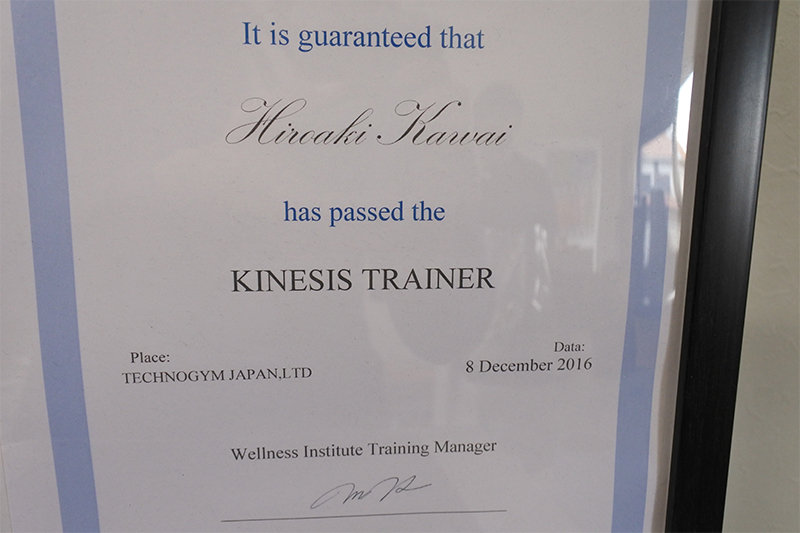 It is guaranteed that
Hiroaki Kawai
has passed the
KINESIS TRAINER
Place:
TECHNOGYM JAPAN,LTD
Data:
8 December 2016
Wellness Institute Training Manager